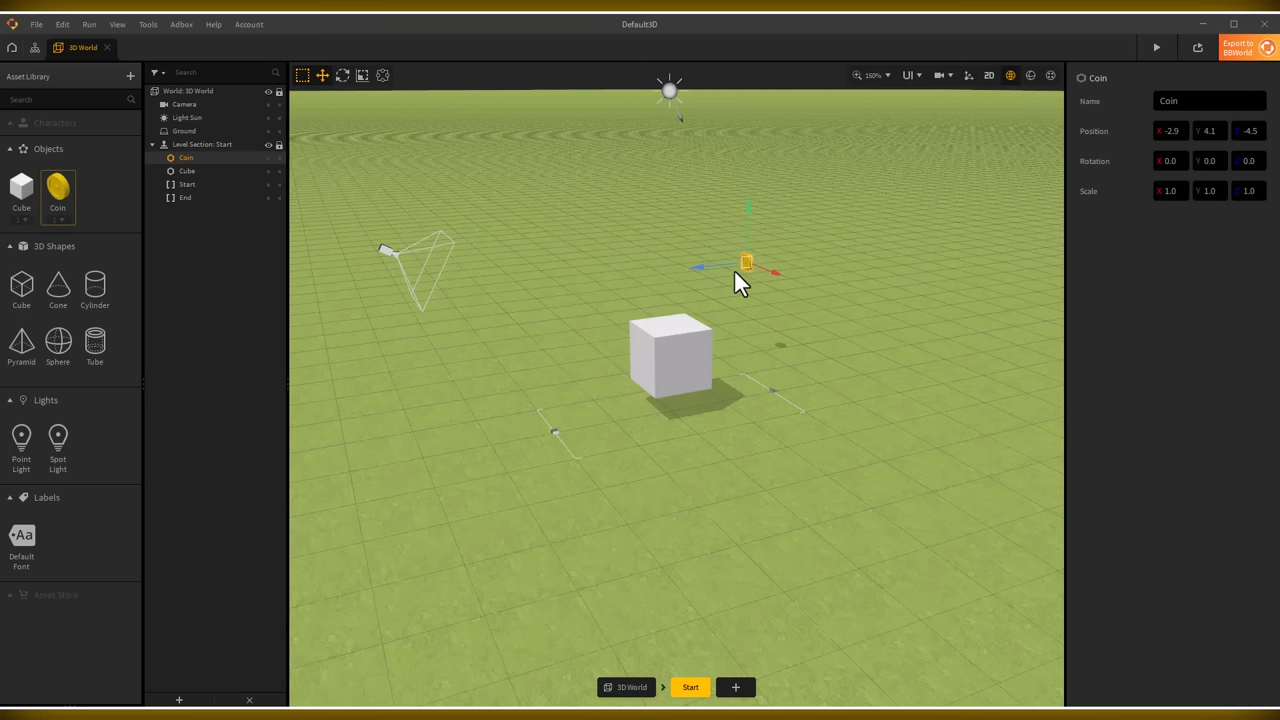 File Edit Run View Tools Adbox Help Account
Default3D
3D World
Export to
BBWorld
Asset Library
Search
Characters
Objects
Cube
Coin
1
1
3D Shapes
Cube
Cone
Cylinder
Pyramid
Sphere
Tube
Lights
Point
Light
Spot
Light
Labels
Aa
Default
Font
Asset Store
Search
World: 3D World
Camera
Light Sun
Ground
Level Section: Start
Coin
Cube
Start
End
150%
UI
2D
3D World
Start
Coin
Name
Coin
Position
X -2.9
Y 4.1
Z -4.5
Rotation
X 0.0
Y 0.0
Z 0.0
Scale
X 1.0
Y 1.0
Z 1.0